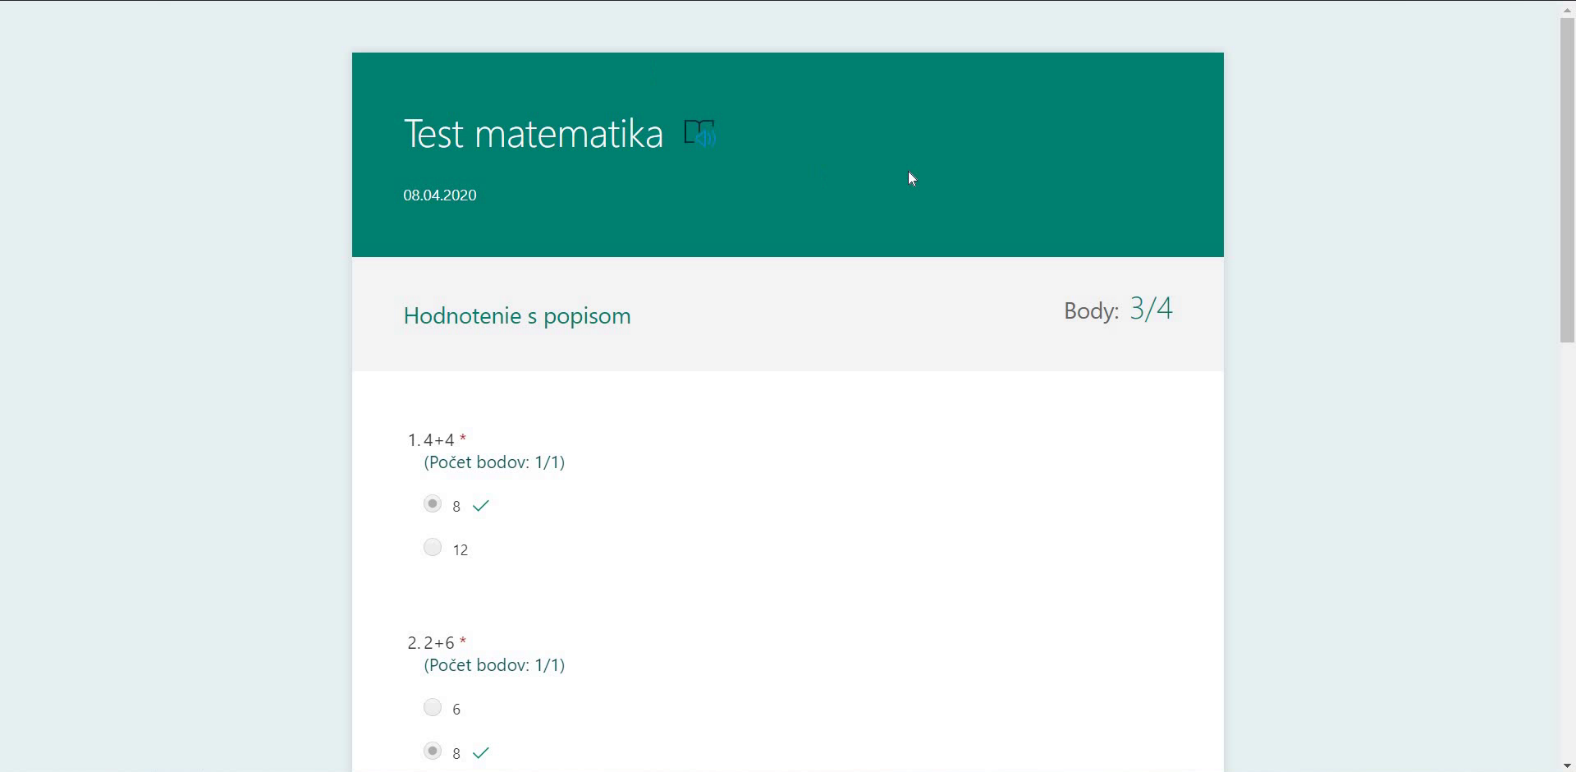 Test matematika
08.04.2020
Hodnotenie s popisom
Body: 3/4
1. 4+4 *
(Počet bodov: 1/1)
8
12
2. 2+6 *
(Počet bodov: 1/1)
6
8